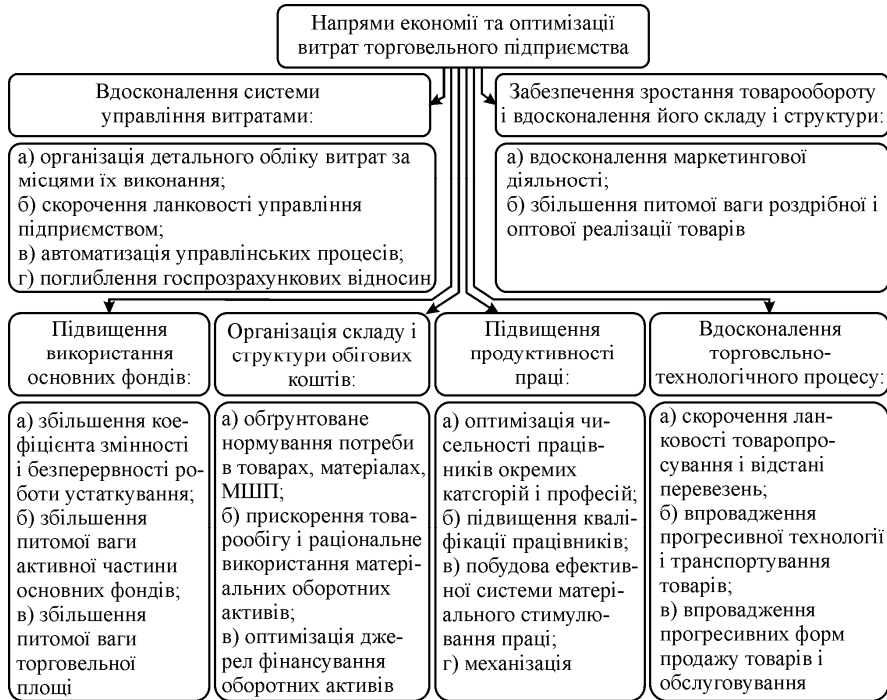 Напрями економії та оптимізації
витрат торговельного підприємства
Вдосконалення системи
управління витратами:
Забезпечення зростання товарообороту
і вдосконалення його складу і структури:
а) організація детального обліку витрат за
місцями їх виконання;
б) скорочення ланковості управління
підприємством;
в) автоматизація управлінських процесів;
г) поглиблення госпрозрахункових відносин
а) вдосконалення маркетингової
діяльності;
б) збільшення питомої ваги роздрібної і
оптової реалізації товарів
Підвищення
використання
основних фондів:
Організація складу і
структури обігових
коштів:
Підвищення
продуктивності
праці:
Вдосконалення
торговельно-
технологічного процесу:
а) збільшення кое-
фіцієнта змінності
і безперервності ро-
боти устаткування;
б) збільшення
питомої ваги
активної частини
основних фондів;
в) збільшення
питомої ваги
торговельної
площі
а) обґрунтоване
нормування потреби
в товарах, матеріалах,
МШП;
б) прискорення това-
рообігу і раціональне
використання матері-
альних оборотних
активів;
в) оптимізація дже-
рел фінансування
оборотних активів
а) оптимізація чи-
сельності праців-
ників окремих
категорій і професій;
б) підвищення квалі-
фікації працівників;
в) побудова ефектив-
ної системи матері-
ального стимулю-
вання праці;
г) механізація
а) скорочення лан-
ковості товаропро-
сування і відстані
перевезень;
б) впровадження
прогресивної технології
і транспортування
товарів;
в) впровадження
прогресивних форм
продажу товарів і
обслуговування